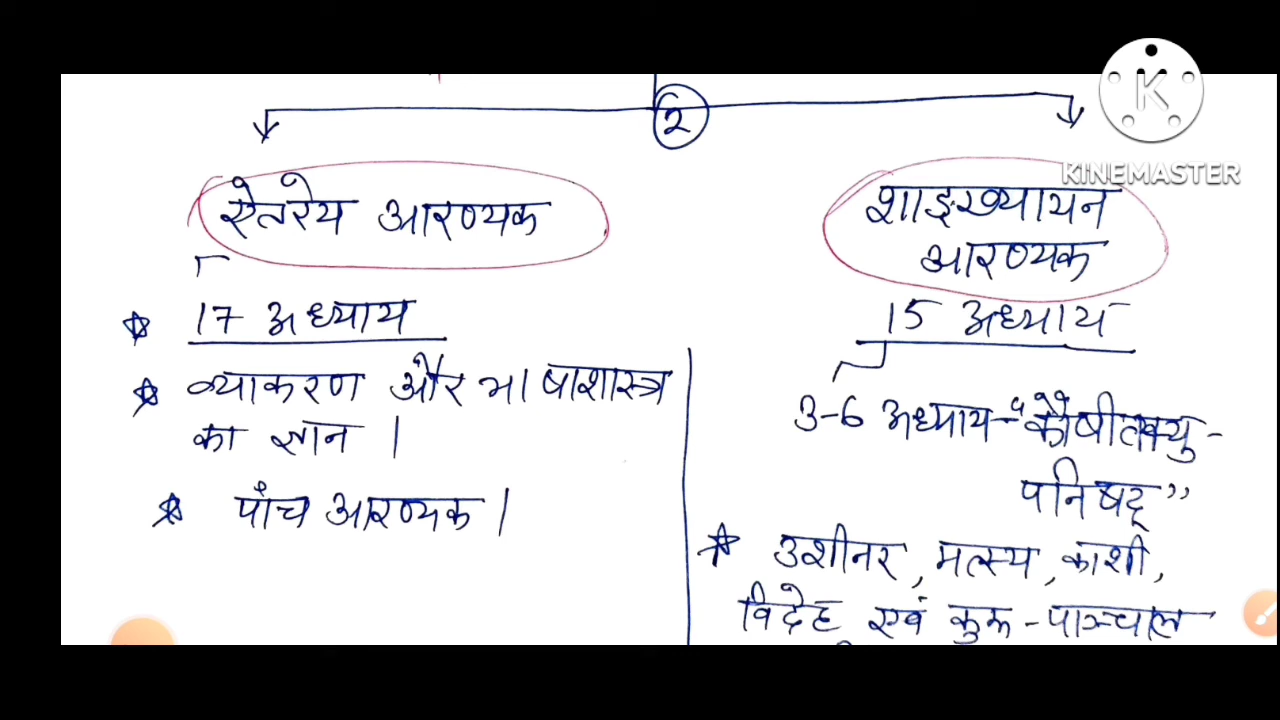 २
KINEMASTER
ऐतरेय आरण्यक
17 अध्याय
व्याकरण और भाषाशास्त्र
का ज्ञान ।
पाँच आरण्यक ।
शाङ्ख्यायन
आरण्यक
15 अध्याय
3-6 अध्याय-"कौषीतक्यु-
पनिषद्"
उशीनर, मत्स्य, काशी,
विदेह एवं कुरू-पाञ्चाल